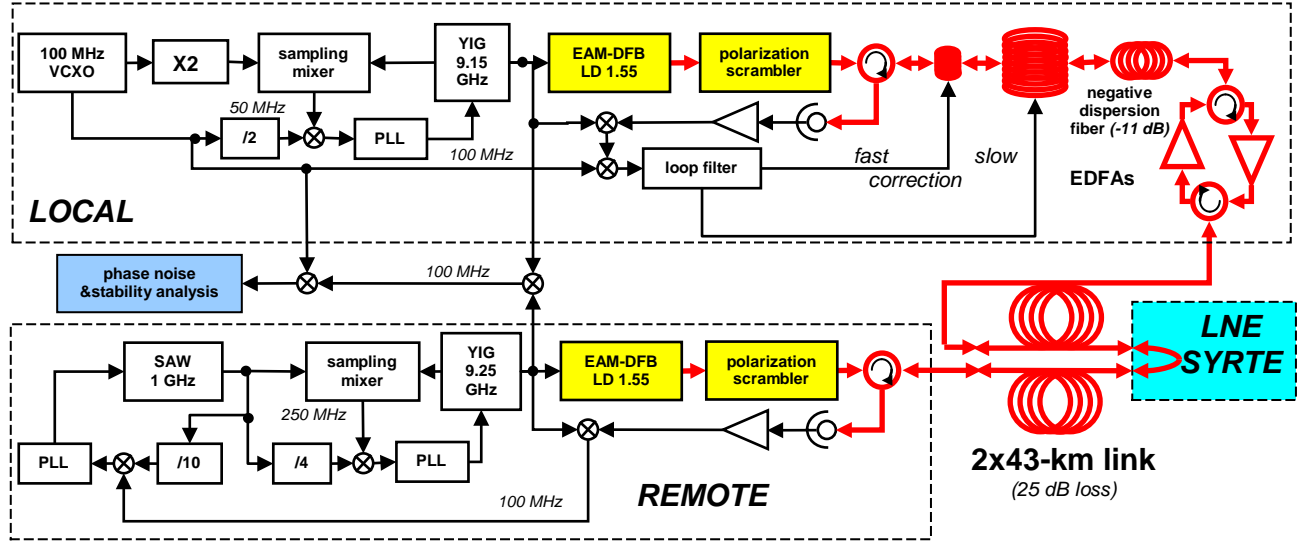 100 MHz
VCXO
X2
sampling
mixer
YIG
9.15
GHz
EAM-DFB
LD 1.55
polarization
scrambler
negative
dispersion
fiber (-11 dB)
50 MHz
/2
PLL
100 MHz
loop filter
fast
correction
slow
EDFAs
LOCAL
phase noise
&stability analysis
100 MHz
LNE
SYRTE
SAW
1 GHz
sampling
mixer
YIG
9.25
GHz
EAM-DFB
LD 1.55
polarization
scrambler
250 MHz
PLL
/10
/4
PLL
100 MHz
REMOTE
2x43-km link
(25 dB loss)